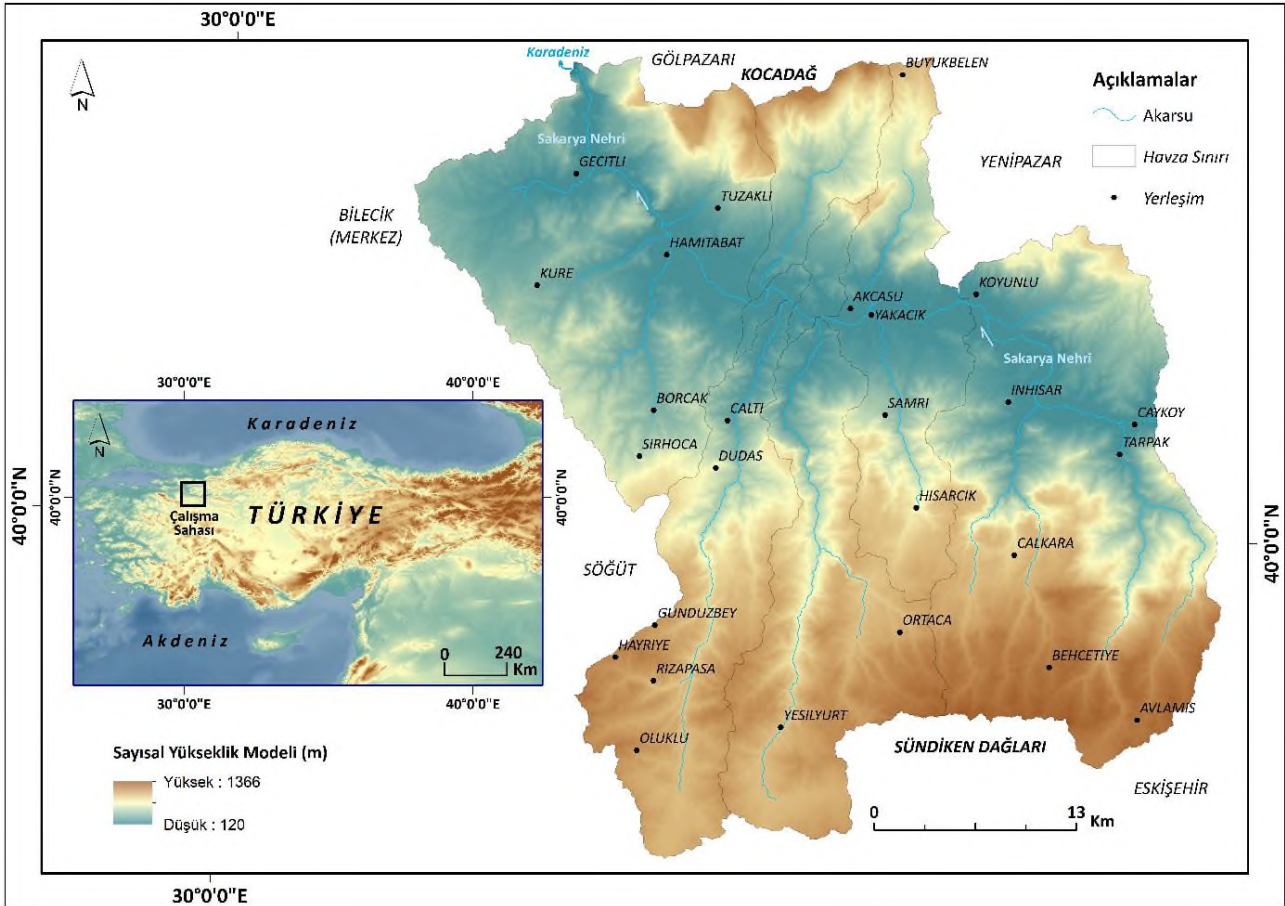 30°0'0"E
Karadeniz
GÖLPAZARI
KOCADAĞ
BUYUKBELEN
N
Açıklamalar
Akarsu
Havza Sınırı
Yerleşim
Sakarya Nehri
GECITLI
YENİPAZAR
BİLECİK
(MERKEZ)
TUZAKLI
HAMITABAT
KURE
KOYUNLU
AKCASU
YAKACIK
Sakarya Nehri
INHISAR
BORCAK
CALTI
SAMRI
CAYKOY
TARPAK
SIRHOCA
DUDAS
HISARCIK
CALKARA
40°0'0"N
40°0'0"N
SÖĞÜT
GUNDUZBEY
ORTACA
HAYRIYE
RIZAPASA
BEHCETIYE
YESILYURT
AVLAMIS
OLUKLU
SÜNDİKEN DAĞLARI
ESKİŞEHİR
0 13
Km
30°0'0"E 40°0'0"E
N
Karadeniz
40°0'0"N
40°0'0"N
Çalışma
Sahası
TÜRKİYE
Akdeniz
0 240
Km
30°0'0"E 40°0'0"E
Sayısal Yükseklik Modeli (m)
Yüksek : 1366
Düşük : 120
30°0'0"E